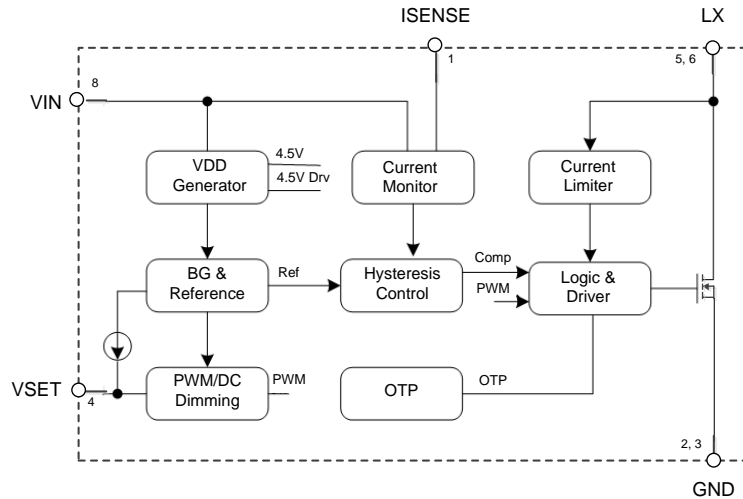 ISENSE
LX
1
5, 6
8
VIN
4.5V
VDD
Generator
4.5V Drv
Current
Monitor
Current
Limiter
BG &
Reference
Ref
Hysteresis
Control
Comp
PWM
Logic &
Driver
VSET
4
PWM/DC
Dimming
PWM
OTP
OTP
2, 3
GND